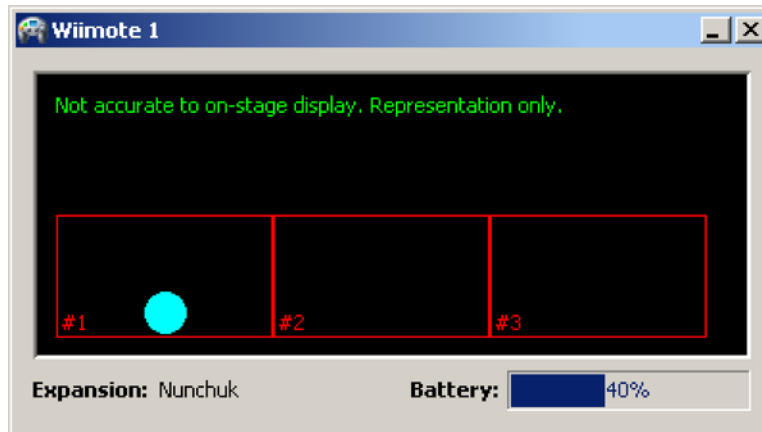 Wiimote 1
Not accurate to on-stage display. Representation only.
#1 #2 #3
Expansion: Nunchuk Battery: 40%